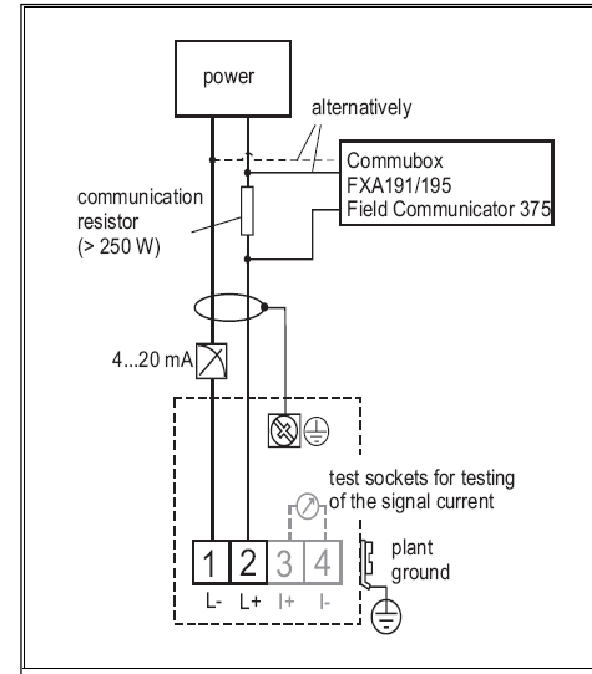 power
alternatively
Commubox
FXA191/195
Field Communicator 375
communication
resistor
(> 250 W)
4...20 mA
test sockets for testing
of the signal current
1 2 3 4
L- L+ I+ I-
plant
ground